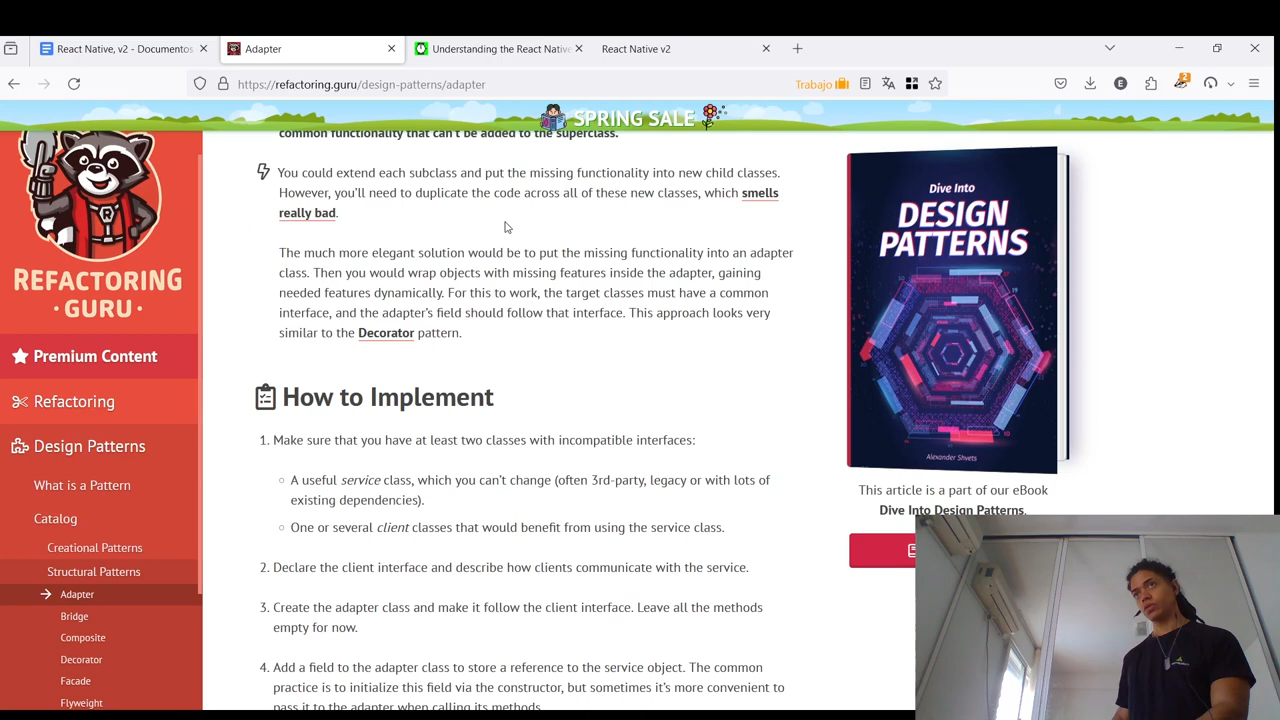 React Native, v2 - Documentos
Adapter
Understanding the React Native
React Native v2
https://refactoring.guru/design-patterns/adapter
Trabajo
E
2
SPRING SALE
common functionality that can't be added to the superclass.
You could extend each subclass and put the missing functionality into new child classes.
However, you'll need to duplicate the code across all of these new classes, which smells
really bad.
The much more elegant solution would be to put the missing functionality into an adapter
class. Then you would wrap objects with missing features inside the adapter, gaining
needed features dynamically. For this to work, the target classes must have a common
interface, and the adapter's field should follow that interface. This approach looks very
similar to the Decorator pattern.
How to Implement
1. Make sure that you have at least two classes with incompatible interfaces:
A useful service class, which you can't change (often 3rd-party, legacy or with lots of
existing dependencies).
One or several client classes that would benefit from using the service class.
2. Declare the client interface and describe how clients communicate with the service.
3. Create the adapter class and make it follow the client interface. Leave all the methods
empty for now.
4. Add a field to the adapter class to store a reference to the service object. The common
practice is to initialize this field via the constructor, but sometimes it's more convenient to
pass it to the adapter when calling its methods.
R
REFACTORING
·GURU·
Premium Content
Refactoring
Design Patterns
What is a Pattern
Catalog
Creational Patterns
Structural Patterns
Adapter
Bridge
Composite
Decorator
Facade
Flyweight
Dive Into
DESIGN
PATTERNS
Alexander Shvets
This article is a part of our eBook
Dive Into Design Patterns.